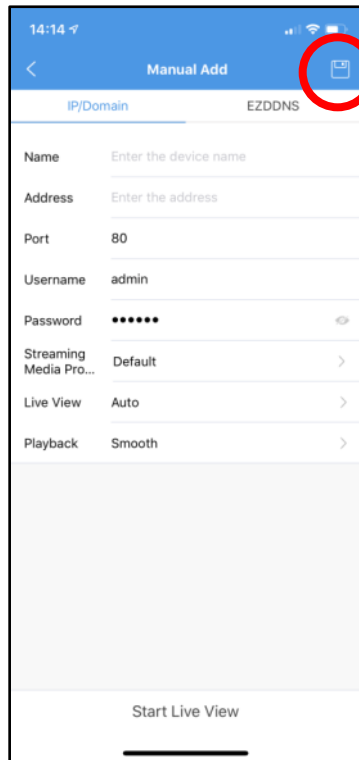 14:14
Manual Add
IP/Domain EZDDNS
Name Enter the device name
Address Enter the address
Port 80
Username admin
Password ••••••
Streaming
Media Pro... Default
Live View Auto
Playback Smooth
Start Live View